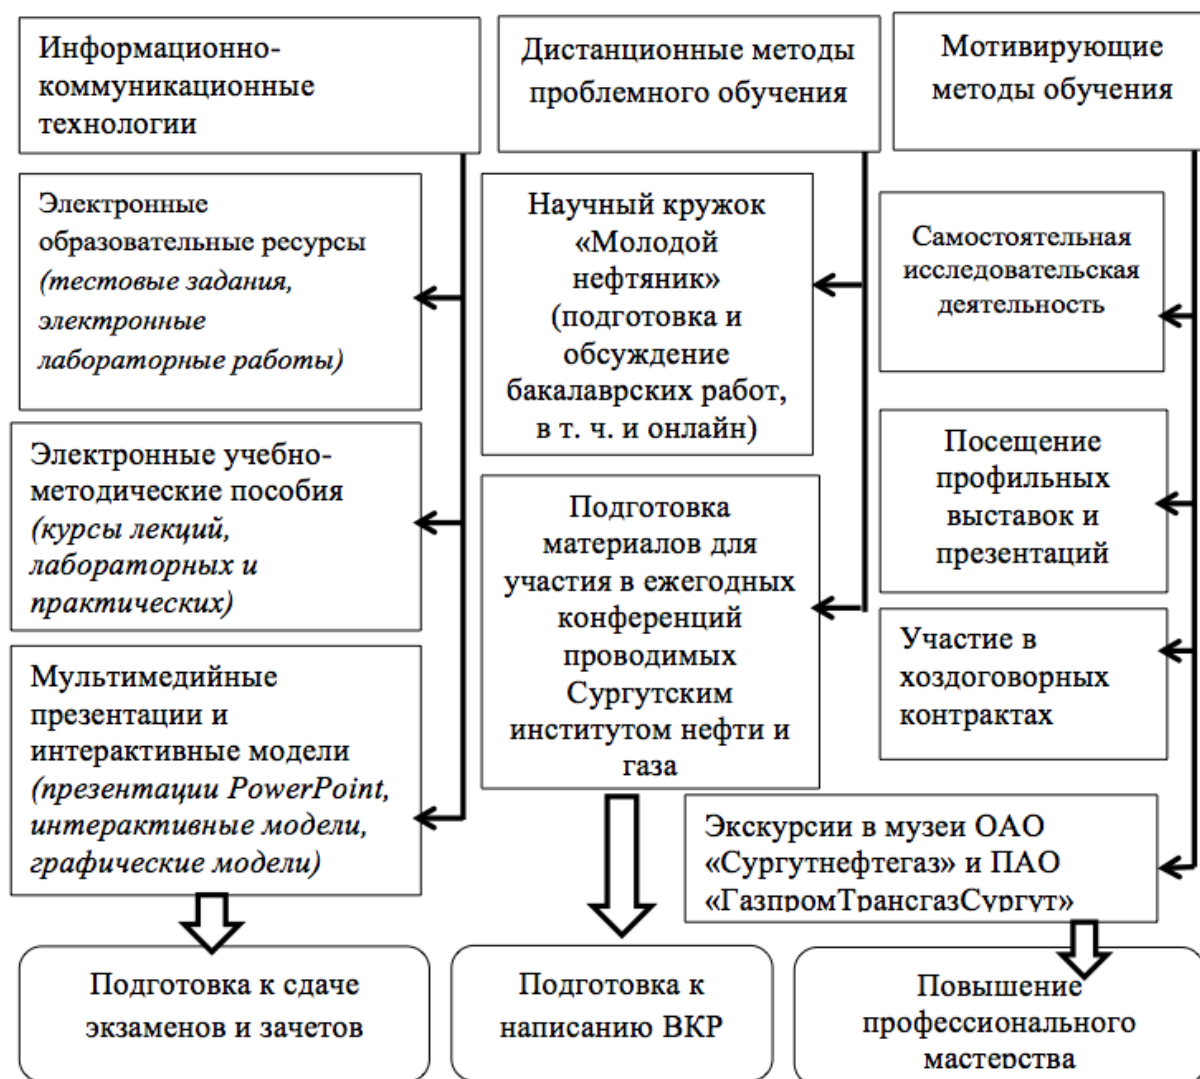 Информационно-
коммуникационные
технологии
Электронные
образовательные ресурсы
(тестовые задания,
электронные
лабораторные работы)
Электронные учебно-
методические пособия
(курсы лекций,
лабораторных и
практических)
Мультимедийные
презентации и
интерактивные модели
(презентации PowerPoint,
интерактивные модели,
графические модели)
Подготовка к сдаче
экзаменов и зачетов
Дистанционные методы
проблемного обучения
Научный кружок
«Молодой
нефтяник»
(подготовка и
обсуждение
бакалаврских работ,
в т. ч. и онлайн)
Подготовка
материалов для
участия в ежегодных
конференций
проводимых
Сургутским
институтом нефти и
газа
Подготовка к
написанию ВКР
Мотивирующие
методы обучения
Самостоятельная
исследовательская
деятельность
Посещение
профильных
выставок и
презентаций
Участие в
хоздоговорных
контрактах
Экскурсии в музеи ОАО
«Сургутнефтегаз» и ПАО
«ГазпромТрансгазСургут»
Повышение
профессионального
мастерства